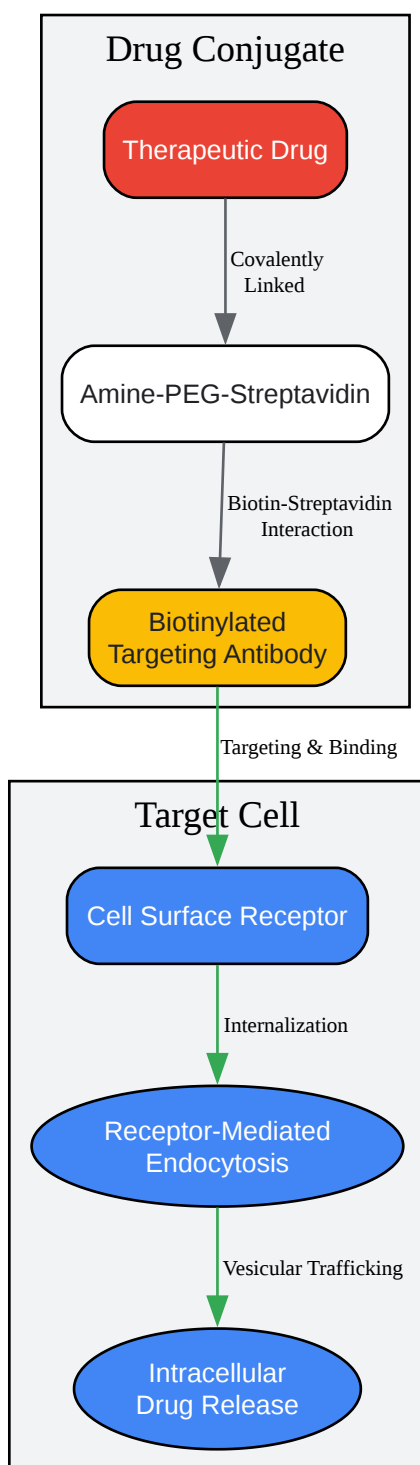 Drug Conjugate
Therapeutic Drug
Covalently
Linked
Amine-PEG-Streptavidin
Biotin-Streptavidin
Interaction
Biotinylated
Targeting Antibody
Targeting & Binding
Target Cell
Cell Surface Receptor
Internalization
Receptor-Mediated
Endocytosis
Vesicular Trafficking
Intracellular
Drug Release